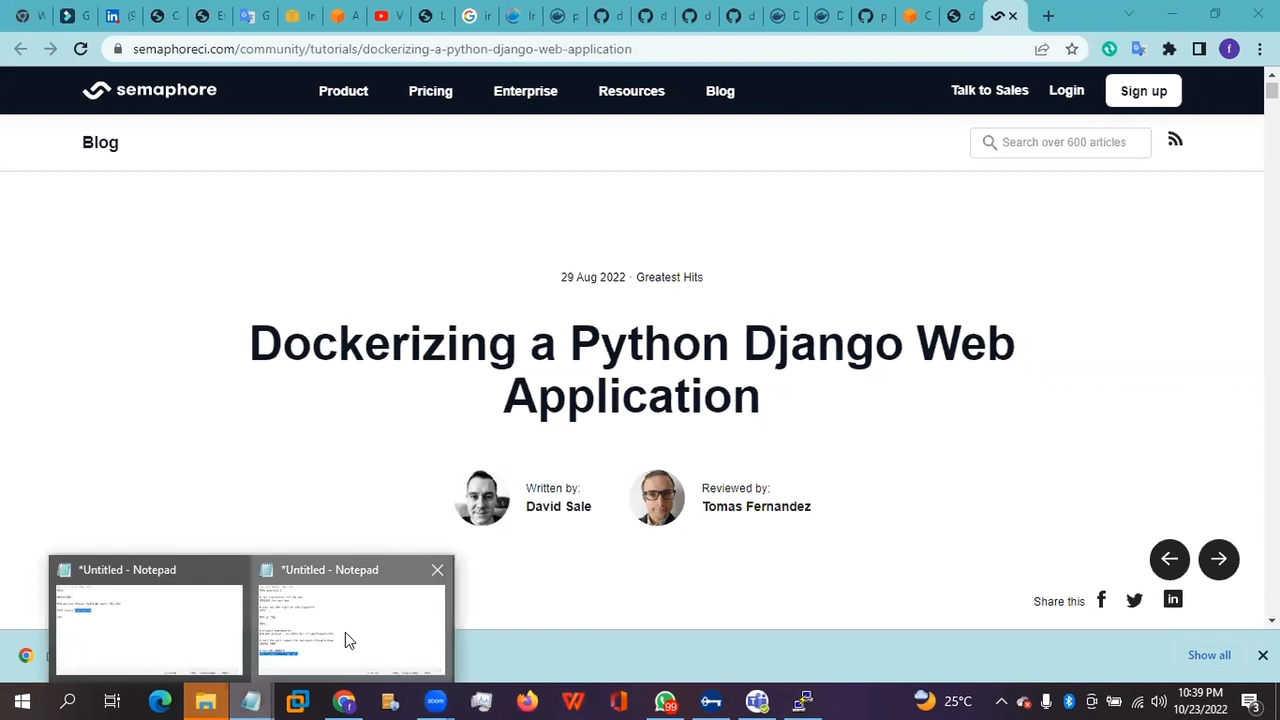 semaphoreci.com/community/tutorials/dockerizing-a-python-django-web-application
semaphore
Product
Pricing
Enterprise
Resources
Blog
Talk to Sales
Login
Sign up
Blog
Search over 600 articles
29 Aug 2022 · Greatest Hits
Dockerizing a Python Django Web
Application
Written by:
David Sale
Reviewed by:
Tomas Fernandez
Share this
*Untitled - Notepad
*Untitled - Notepad
Show all
zoom
99
25°C
10:39 PM
10/23/2022
3